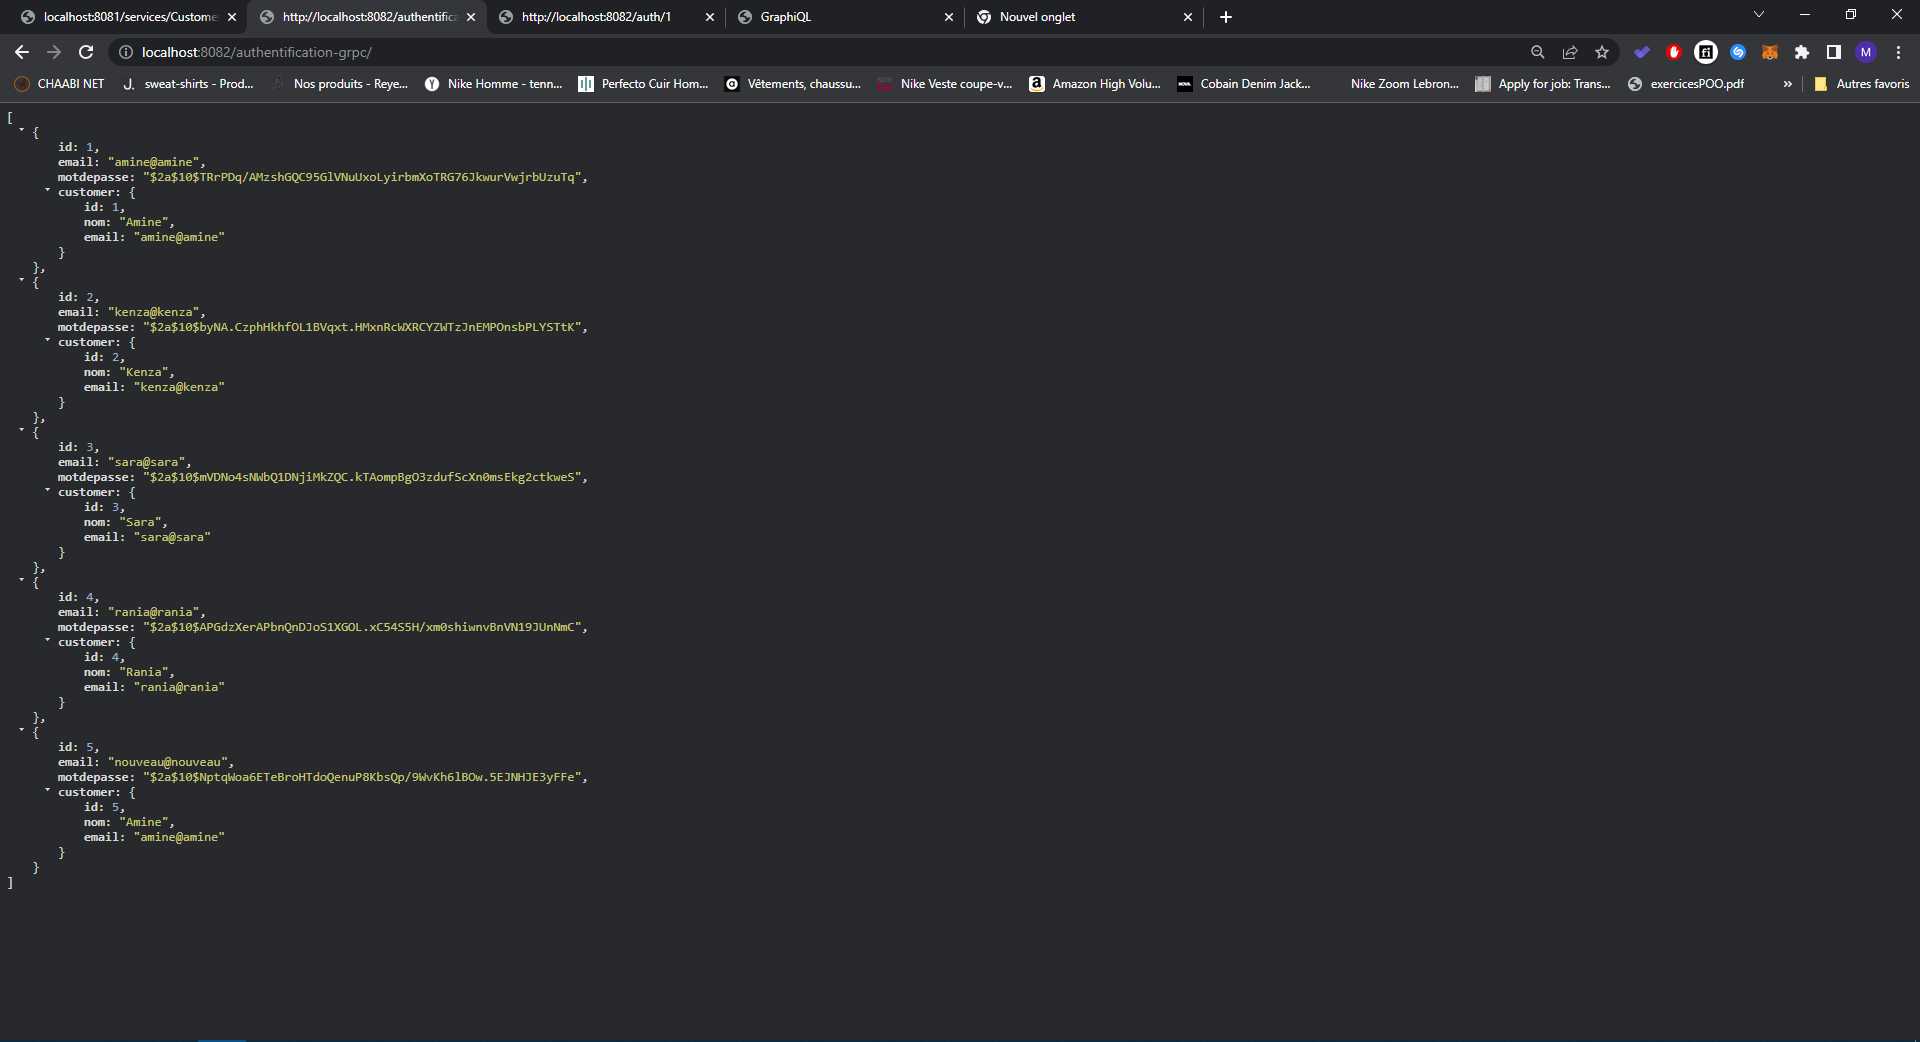 localhost:8081/services/Custome
http://localhost:8082/authentific
http://localhost:8082/auth/1
GraphiQL
Nouvel onglet
localhost:8082/authentification-grpc/
M
CHAABI NET
J. sweat-shirts - Prod...
Nos produits - Reye...
Y Nike Homme - tenn...
Perfecto Cuir Hom...
Vêtements, chaussu...
Nike Veste coupe-v...
a Amazon High Volu...
Cobain Denim Jack...
Nike Zoom Lebron...
Apply for job: Trans...
exercicesPOO.pdf
»
Autres favoris
[
{
id: 1,
email: "amine@amine",
motdepasse: "$2a$10$TRrPDq/AMzshGQC95GlVNuUxoLyirbmXoTRG76JkwurVwjrbUzuTq",
customer: {
id: 1,
nom: "Amine",
email: "amine@amine"
}
},
{
id: 2,
email: "kenza@kenza",
motdepasse: "$2a$10$byNA.CzphHkhfOL1BVqxt.HMxnRcWXRCYZWTzJnEMPOnsbPLYSTtK",
customer: {
id: 2,
nom: "Kenza",
email: "kenza@kenza"
}
},
{
id: 3,
email: "sara@sara",
motdepasse: "$2a$10$mVDNo4sNWbQ1DNjiMkZQC.kTAompBgO3zdufScXn0msEkg2ctkweS",
customer: {
id: 3,
nom: "Sara",
email: "sara@sara"
}
},
{
id: 4,
email: "rania@rania",
motdepasse: "$2a$10$APGdzXerAPbnQnDJoS1XGOL.xC54S5H/xm0shiwnvBnVN19JUnNmC",
customer: {
id: 4,
nom: "Rania",
email: "rania@rania"
}
},
{
id: 5,
email: "nouveau@nouveau",
motdepasse: "$2a$10$NptqWoa6ETeBroHTdoQenuP8KbsQp/9WvKh6lBOw.5EJNHJE3yFFe",
customer: {
id: 5,
nom: "Amine",
email: "amine@amine"
}
}
]